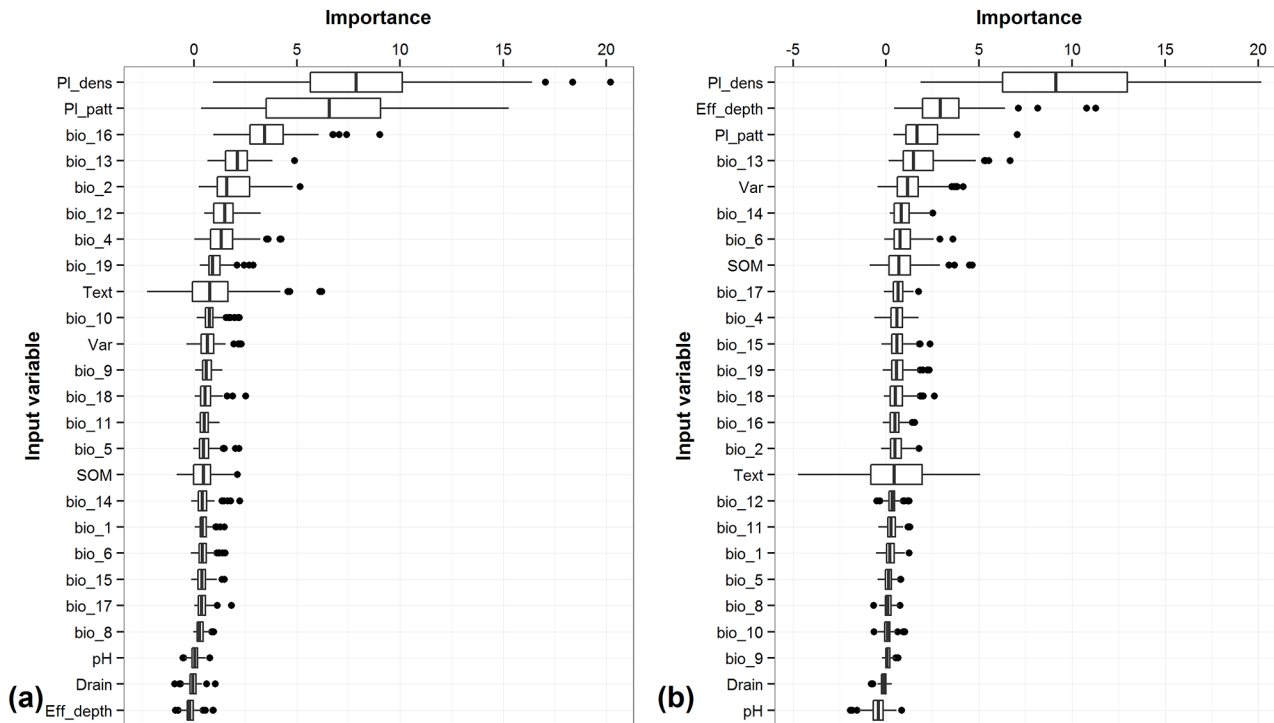 Importance
0 5 10 15 20
Pl_dens
Pl_patt
bio_16
bio_13
bio_2
bio_12
bio_4
bio_19
Text
bio_10
Var
bio_9
bio_18
bio_11
bio_5
SOM
bio_14
bio_1
bio_6
bio_15
bio_17
bio_8
pH
Drain
Eff_depth
Input variable
(a)
Importance
-5 0 5 10 15 20
Pl_dens
Eff_depth
Pl_patt
bio_13
Var
bio_14
bio_6
SOM
bio_17
bio_4
bio_15
bio_19
bio_18
bio_16
bio_2
Text
bio_12
bio_11
bio_1
bio_5
bio_8
bio_10
bio_9
Drain
pH
Input variable
(b)